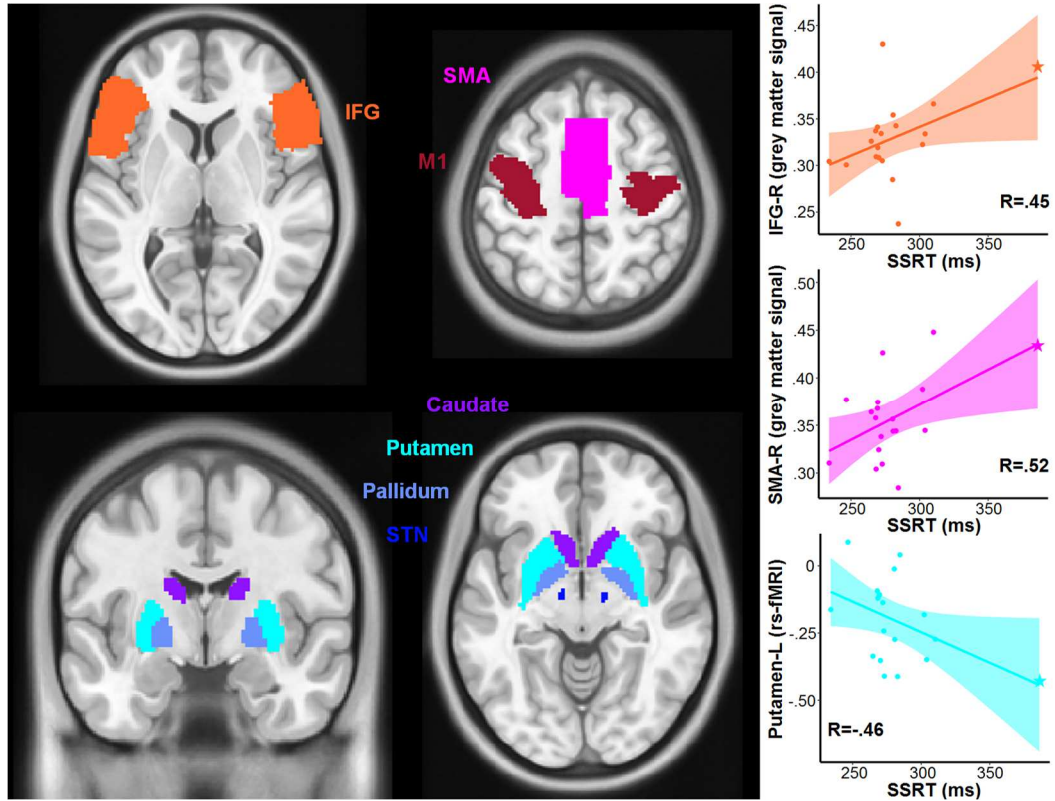 IFG
SMA
M1
Caudate
Putamen
Pallidum
STN
IFG-R (grey matter signal)
.40
.35
.30
.25
R=.45
250
300
350
SSRT (ms)
SMA-R (grey matter signal)
.50
.45
.40
.35
.30
R=.52
250
300
350
SSRT (ms)
Putamen-L (rs-fMRI)
0
-.25
-.50
R=-.46
250
300
350
SSRT (ms)